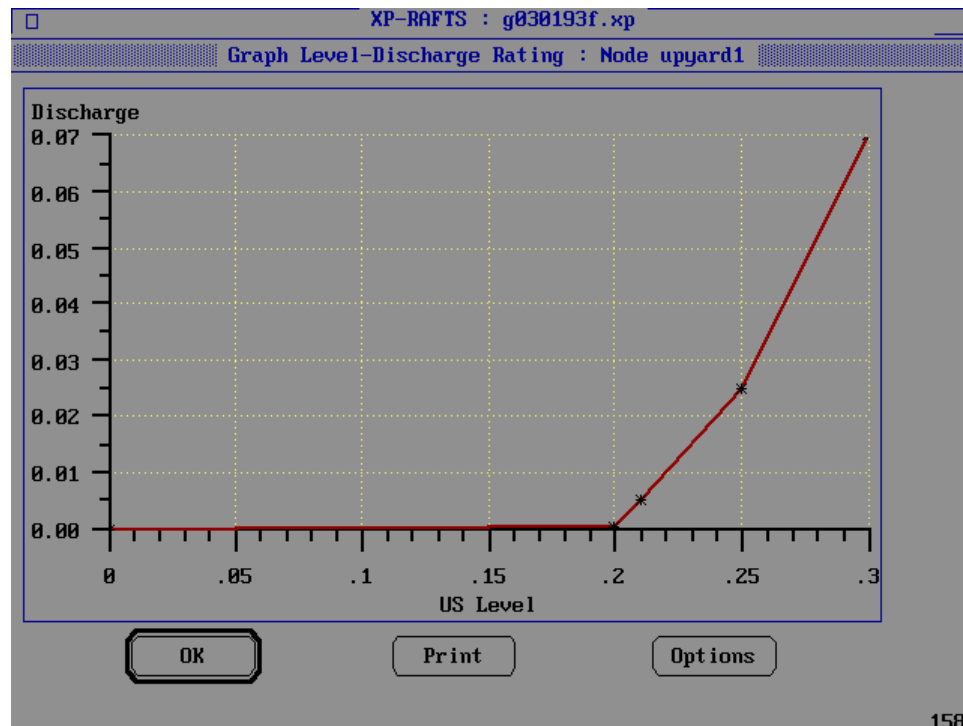 XP-RAFTS : g030193f.xp
Graph Level-Discharge Rating : Node upyard1
Discharge
0.07
0.06
0.05
0.04
0.03
0.02
0.01
0.00
0 .05 .1 .15 .2 .25 .3
US Level
OK Print Options
158